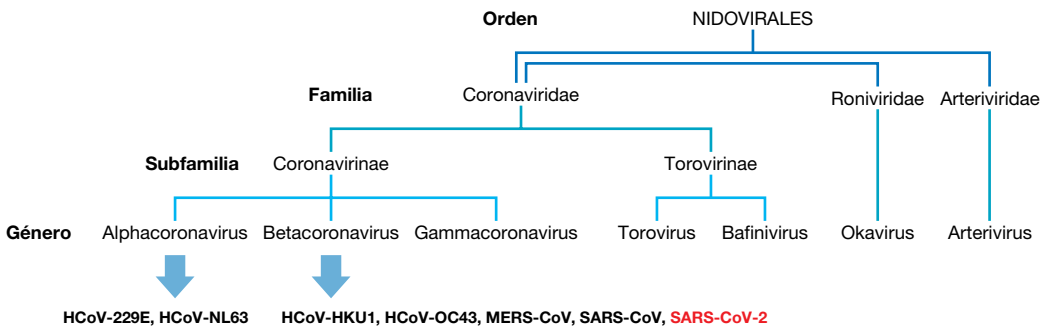 Orden NIDOVIRALES
Familia Coronaviridae Roniviridae Arteriviridae
Subfamilia Coronavirinae Torovirinae
Género Alphacoronavirus Betacoronavirus Gammacoronavirus Torovirus Bafinivirus Okavirus Arterivirus
HCoV-229E, HCoV-NL63 HCoV-HKU1, HCoV-OC43, MERS-CoV, SARS-CoV, SARS-CoV-2